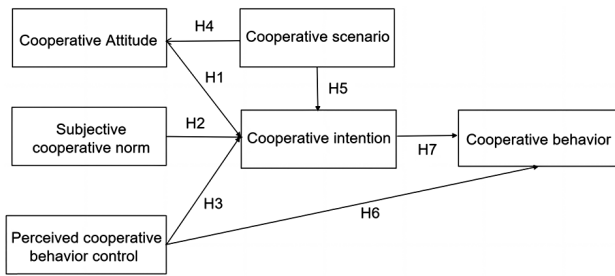 Cooperative Attitude
H4
Cooperative scenario
H1
H5
Subjective
cooperative norm
H2
Cooperative intention
H7
Cooperative behavior
H3
H6
Perceived cooperative
behavior control